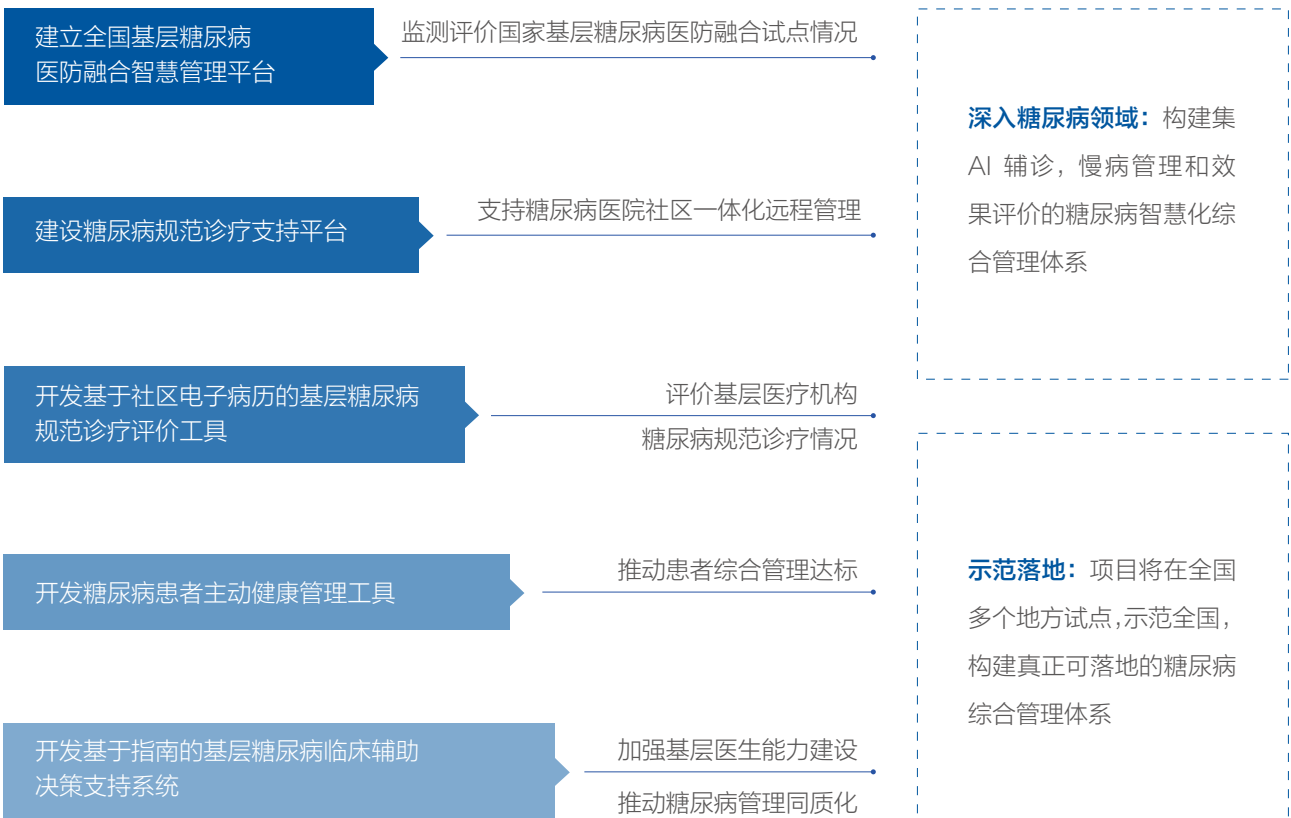 建立全国基层糖尿病
医防融合智慧管理平台
监测评价国家基层糖尿病医防融合试点情况
建设糖尿病规范诊疗支持平台
支持糖尿病医院社区一体化远程管理
开发基于社区电子病历的基层糖尿病
规范诊疗评价工具
评价基层医疗机构
糖尿病规范诊疗情况
开发糖尿病患者主动健康管理工具
推动患者综合管理达标
开发基于指南的基层糖尿病临床辅助
决策支持系统
加强基层医生能力建设
推动糖尿病管理同质化
深入糖尿病领域：构建集
AI 辅诊，慢病管理和效
果评价的糖尿病智慧化综
合管理体系
示范落地：项目将在全国
多个地方试点，示范全国，
构建真正可落地的糖尿病
综合管理体系